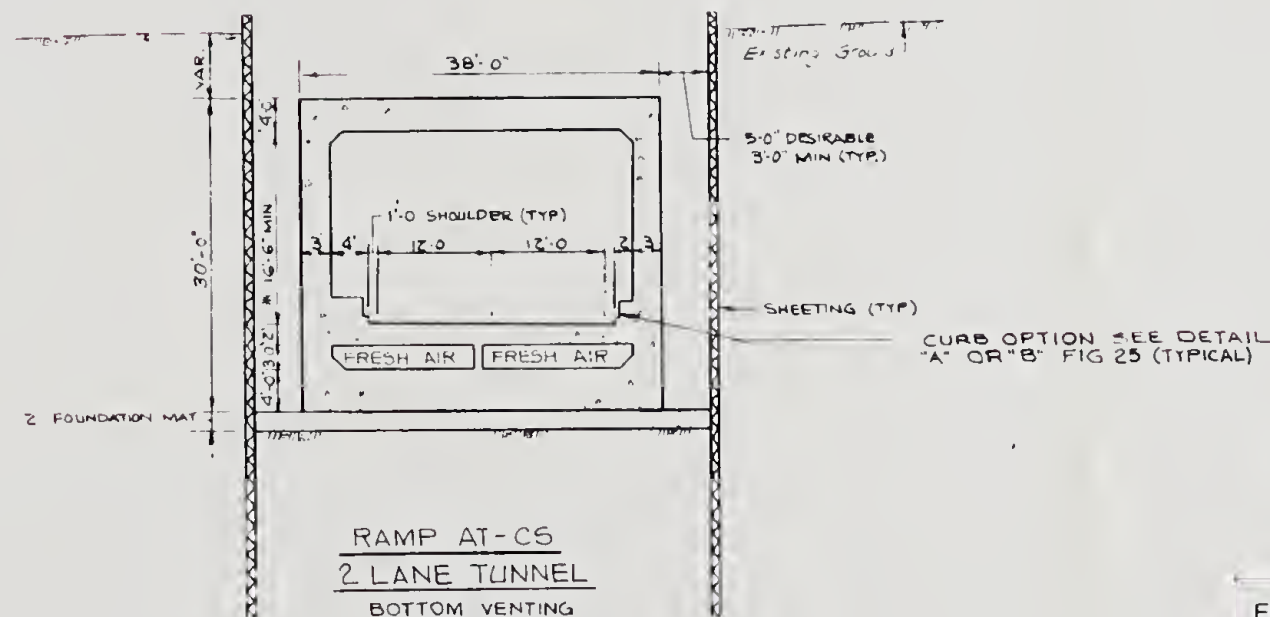 Existing Ground
38'-0"
VAR.
4'-0
5'-0" DESIRABLE
3'-0" MIN (TYP.)
1'-0 SHOULDER (TYP)
3' 4' 12'-0 12'-0 2' 3'
30'-0"
* 16'-6" MIN
SHEETING (TYP)
CURB OPTION SEE DETAIL
"A" OR "B" FIG 25 (TYPICAL)
FRESH AIR FRESH AIR
4'-0 3'0 2'
2 FOUNDATION MAT
RAMP AT-CS
2 LANE TUNNEL
BOTTOM VENTING